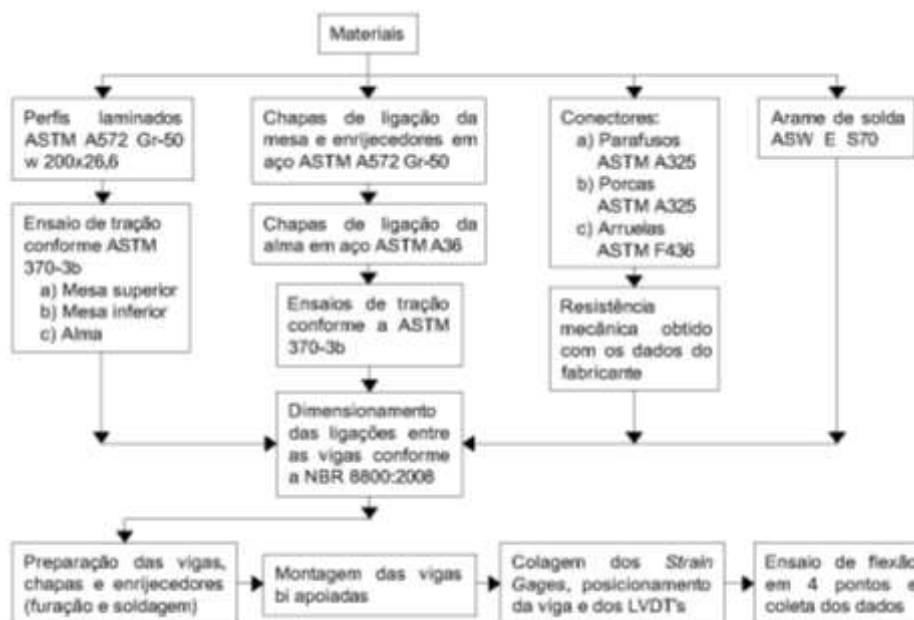 Materiais
Perfis laminados
ASTM A572 Gr-50
w 200x26,6
Chapas de ligação da
mesa e enrijecedores em
aço ASTM A572 Gr-50
Conectores:
a) Parafusos
ASTM A325
b) Porcas
ASTM A325
c) Arruelas
ASTM F436
Arame de solda
ASW E S70
Ensaio de tração
conforme ASTM
370-3b
a) Mesa superior
b) Mesa inferior
c) Alma
Chapas de ligação da
alma em aço ASTM A36
Ensaios de tração
conforme a ASTM
370-3b
Resistência
mecânica obtido
com os dados do
fabricante
Dimensionamento
das ligações entre
as vigas conforme
a NBR 8800:2008
Preparação das vigas,
chapas e enrijecedores
(furação e soldagem)
Montagem das vigas
bi apoiadas
Colagem dos Strain
Gages, posicionamento
da viga e dos LVDT's
Ensaio de flexão
em 4 pontos e
coleta dos dados